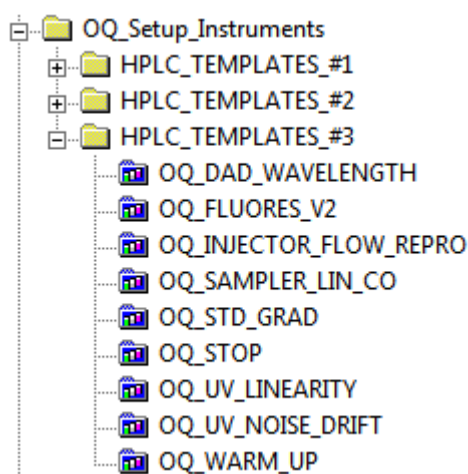 OQ_Setup_Instruments
HPLC_TEMPLATES_#1
HPLC_TEMPLATES_#2
HPLC_TEMPLATES_#3
OQ_DAD_WAVELENGTH
OQ_FLUORES_V2
OQ_INJECTOR_FLOW_REPRO
OQ_SAMPLER_LIN_CO
OQ_STD_GRAD
OQ_STOP
OQ_UV_LINEARITY
OQ_UV_NOISE_DRIFT
OQ_WARM_UP